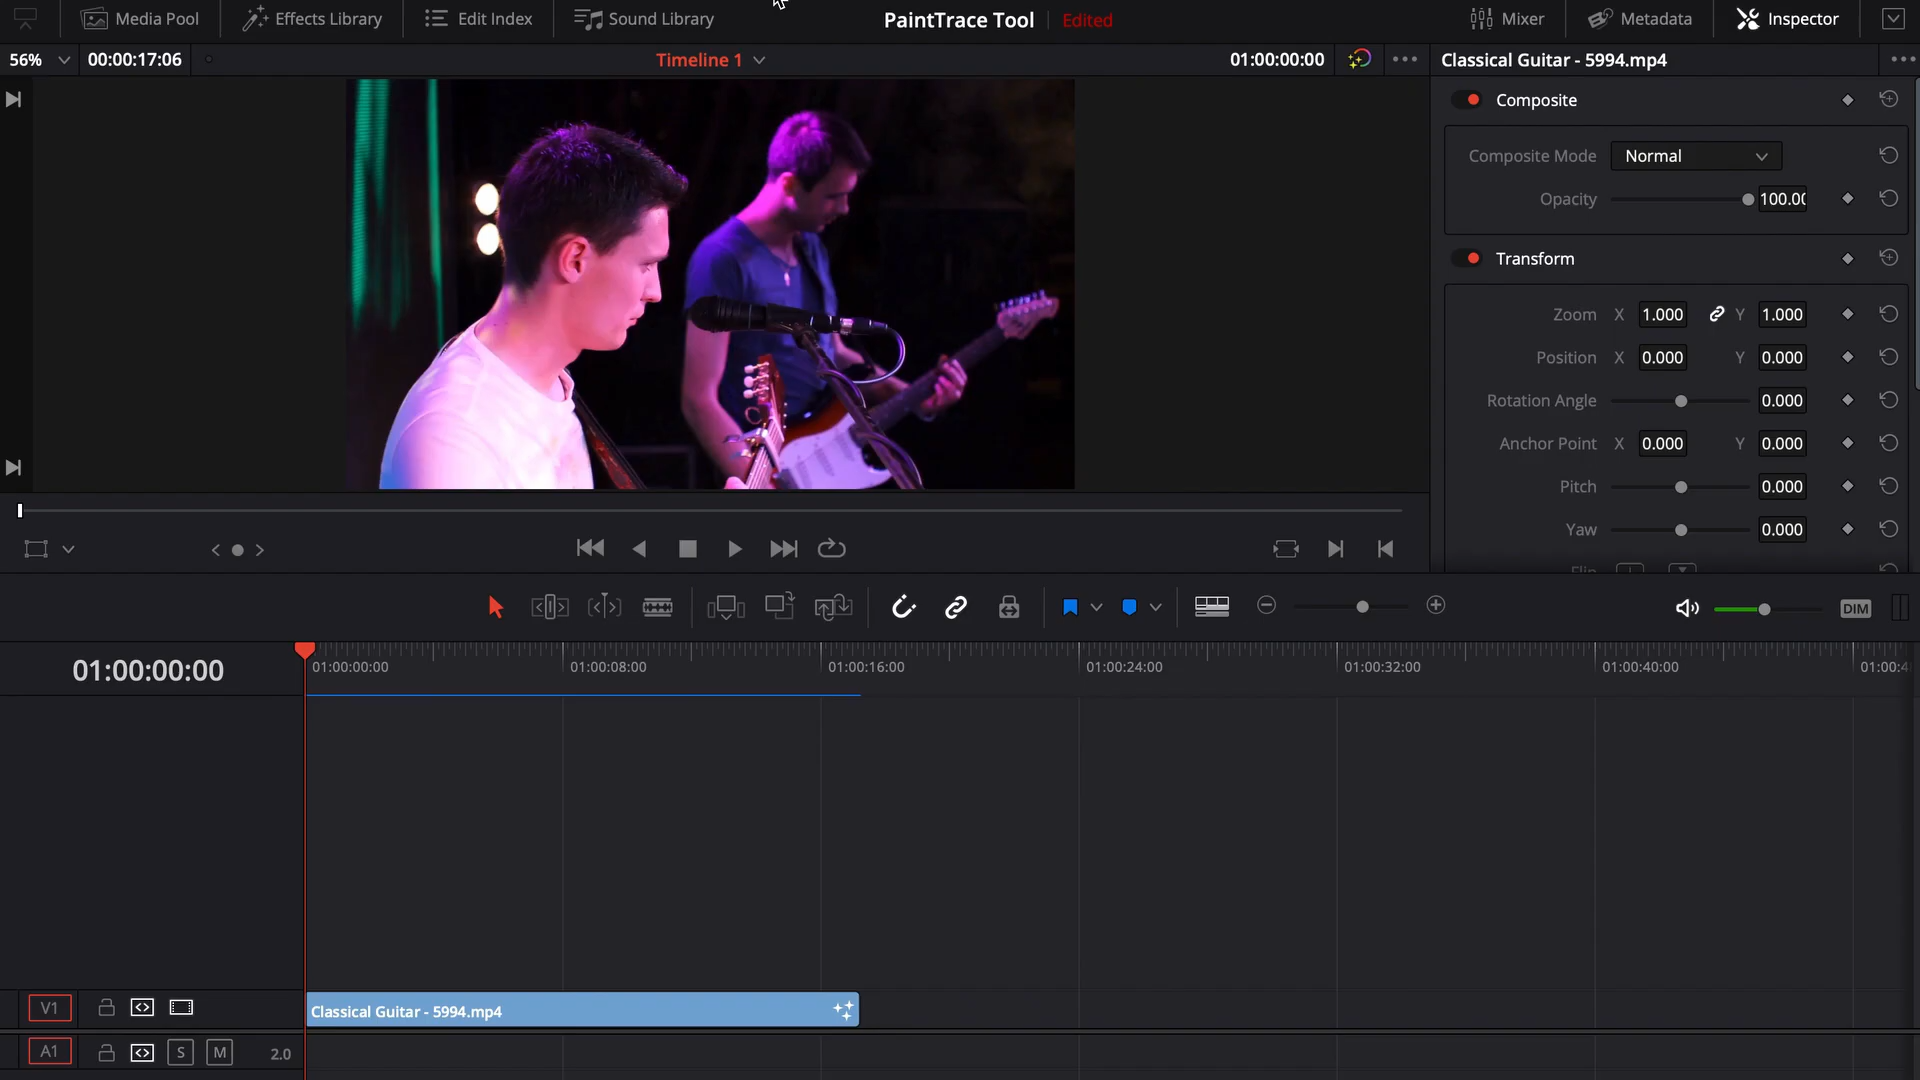 Media Pool
Effects Library
Edit Index
Sound Library
PaintTrace Tool
Edited
Mixer
Metadata
Inspector
56%
00:00:17:06
Timeline 1
01:00:00:00
Classical Guitar - 5994.mp4
Composite
Composite Mode
Normal
Opacity
100.00
Transform
Zoom X 1.000 Y 1.000
Position X 0.000 Y 0.000
Rotation Angle 0.000
Anchor Point X 0.000 Y 0.000
Pitch 0.000
Yaw 0.000
DIM
01:00:00:00
01:00:00:00
01:00:08:00
01:00:16:00
01:00:24:00
01:00:32:00
01:00:40:00
01:00:4
V1
Classical Guitar - 5994.mp4
A1
S
M
2.0